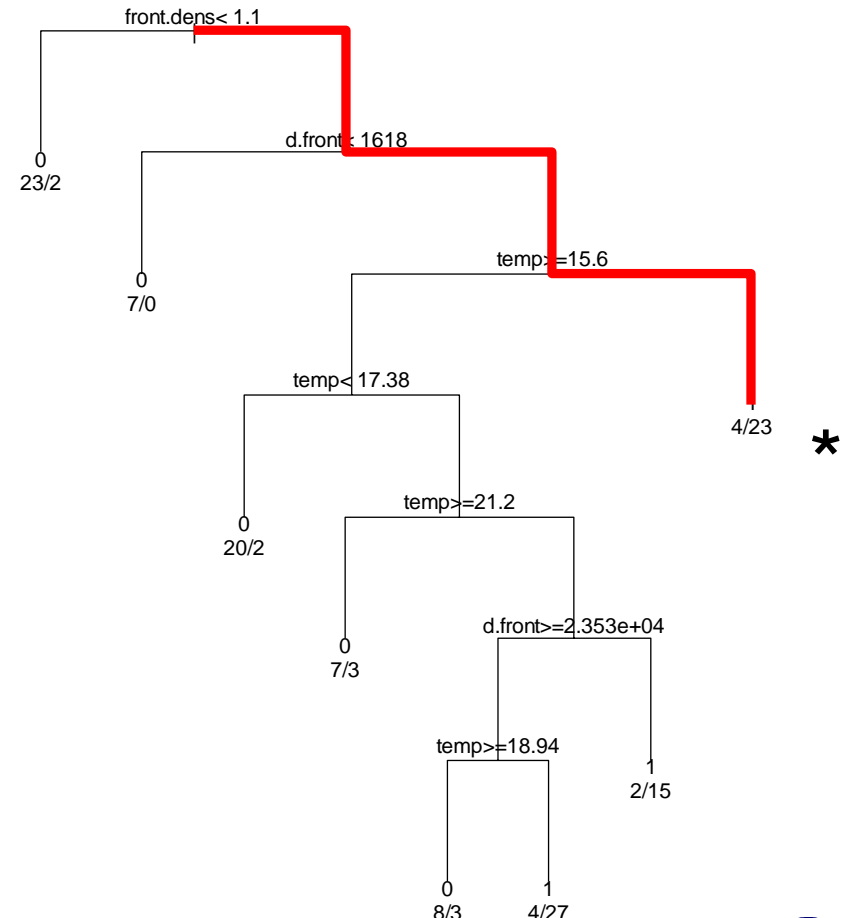 front.dens< 1.1
d.front< 1618
0
23/2
temp>=15.6
0
7/0
temp< 17.38
4/23
*
temp>=21.2
0
20/2
d.front>=2.353e+04
0
7/3
temp>=18.94
1
2/15
0
8/3
1
4/27